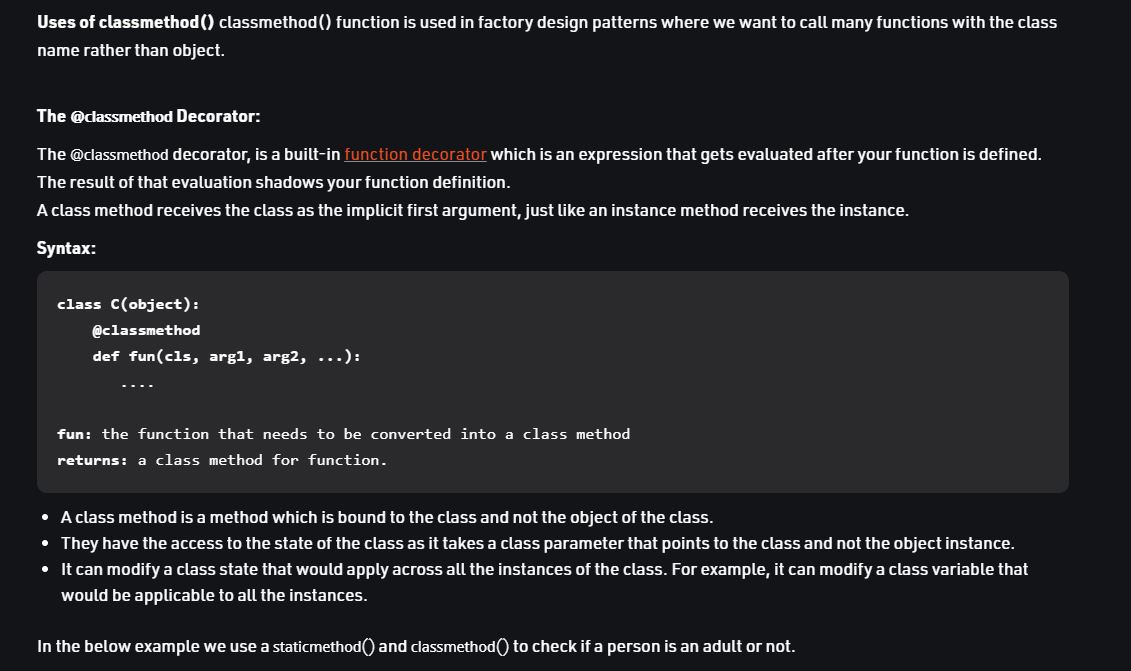 Uses of classmethod() classmethod() function is used in factory design patterns where we want to call many functions with the class
name rather than object.
The @classmethod Decorator:
The @classmethod decorator, is a built-in function decorator which is an expression that gets evaluated after your function is defined.
The result of that evaluation shadows your function definition.
A class method receives the class as the implicit first argument, just like an instance method receives the instance.
Syntax:
class C(object):
    @classmethod
    def fun(cls, arg1, arg2, ...):
       ....
fun: the function that needs to be converted into a class method
returns: a class method for function.
• A class method is a method which is bound to the class and not the object of the class.
• They have the access to the state of the class as it takes a class parameter that points to the class and not the object instance.
• It can modify a class state that would apply across all the instances of the class. For example, it can modify a class variable that
would be applicable to all the instances.
In the below example we use a staticmethod() and classmethod() to check if a person is an adult or not.